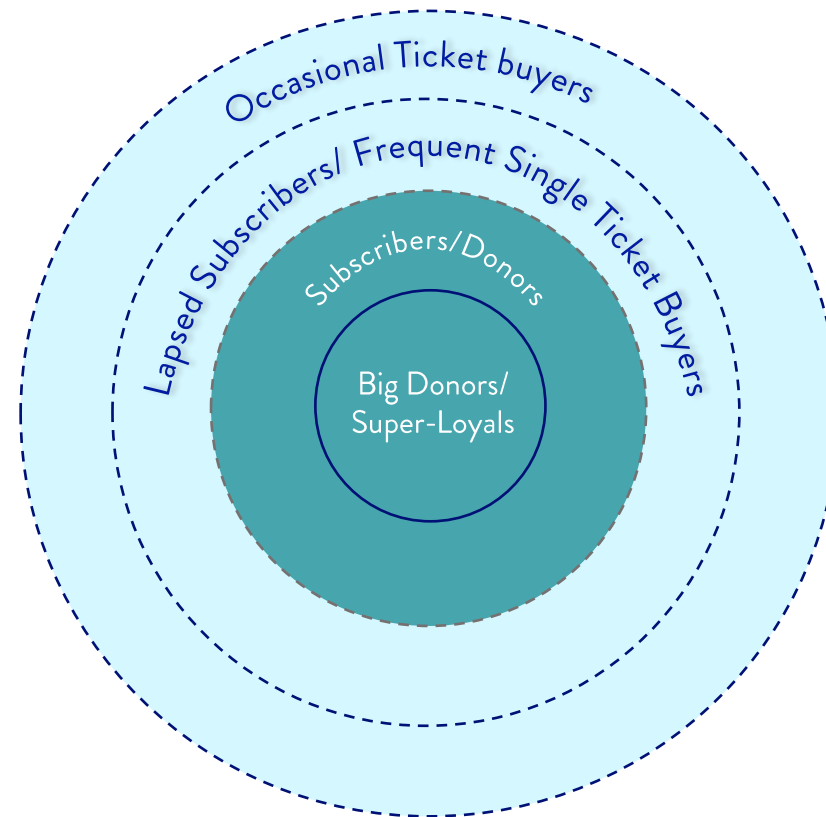 Occasional Ticket buyers
Lapsed Subscribers/ Frequent Single Ticket Buyers
Subscribers/Donors
Big Donors/
Super-Loyals